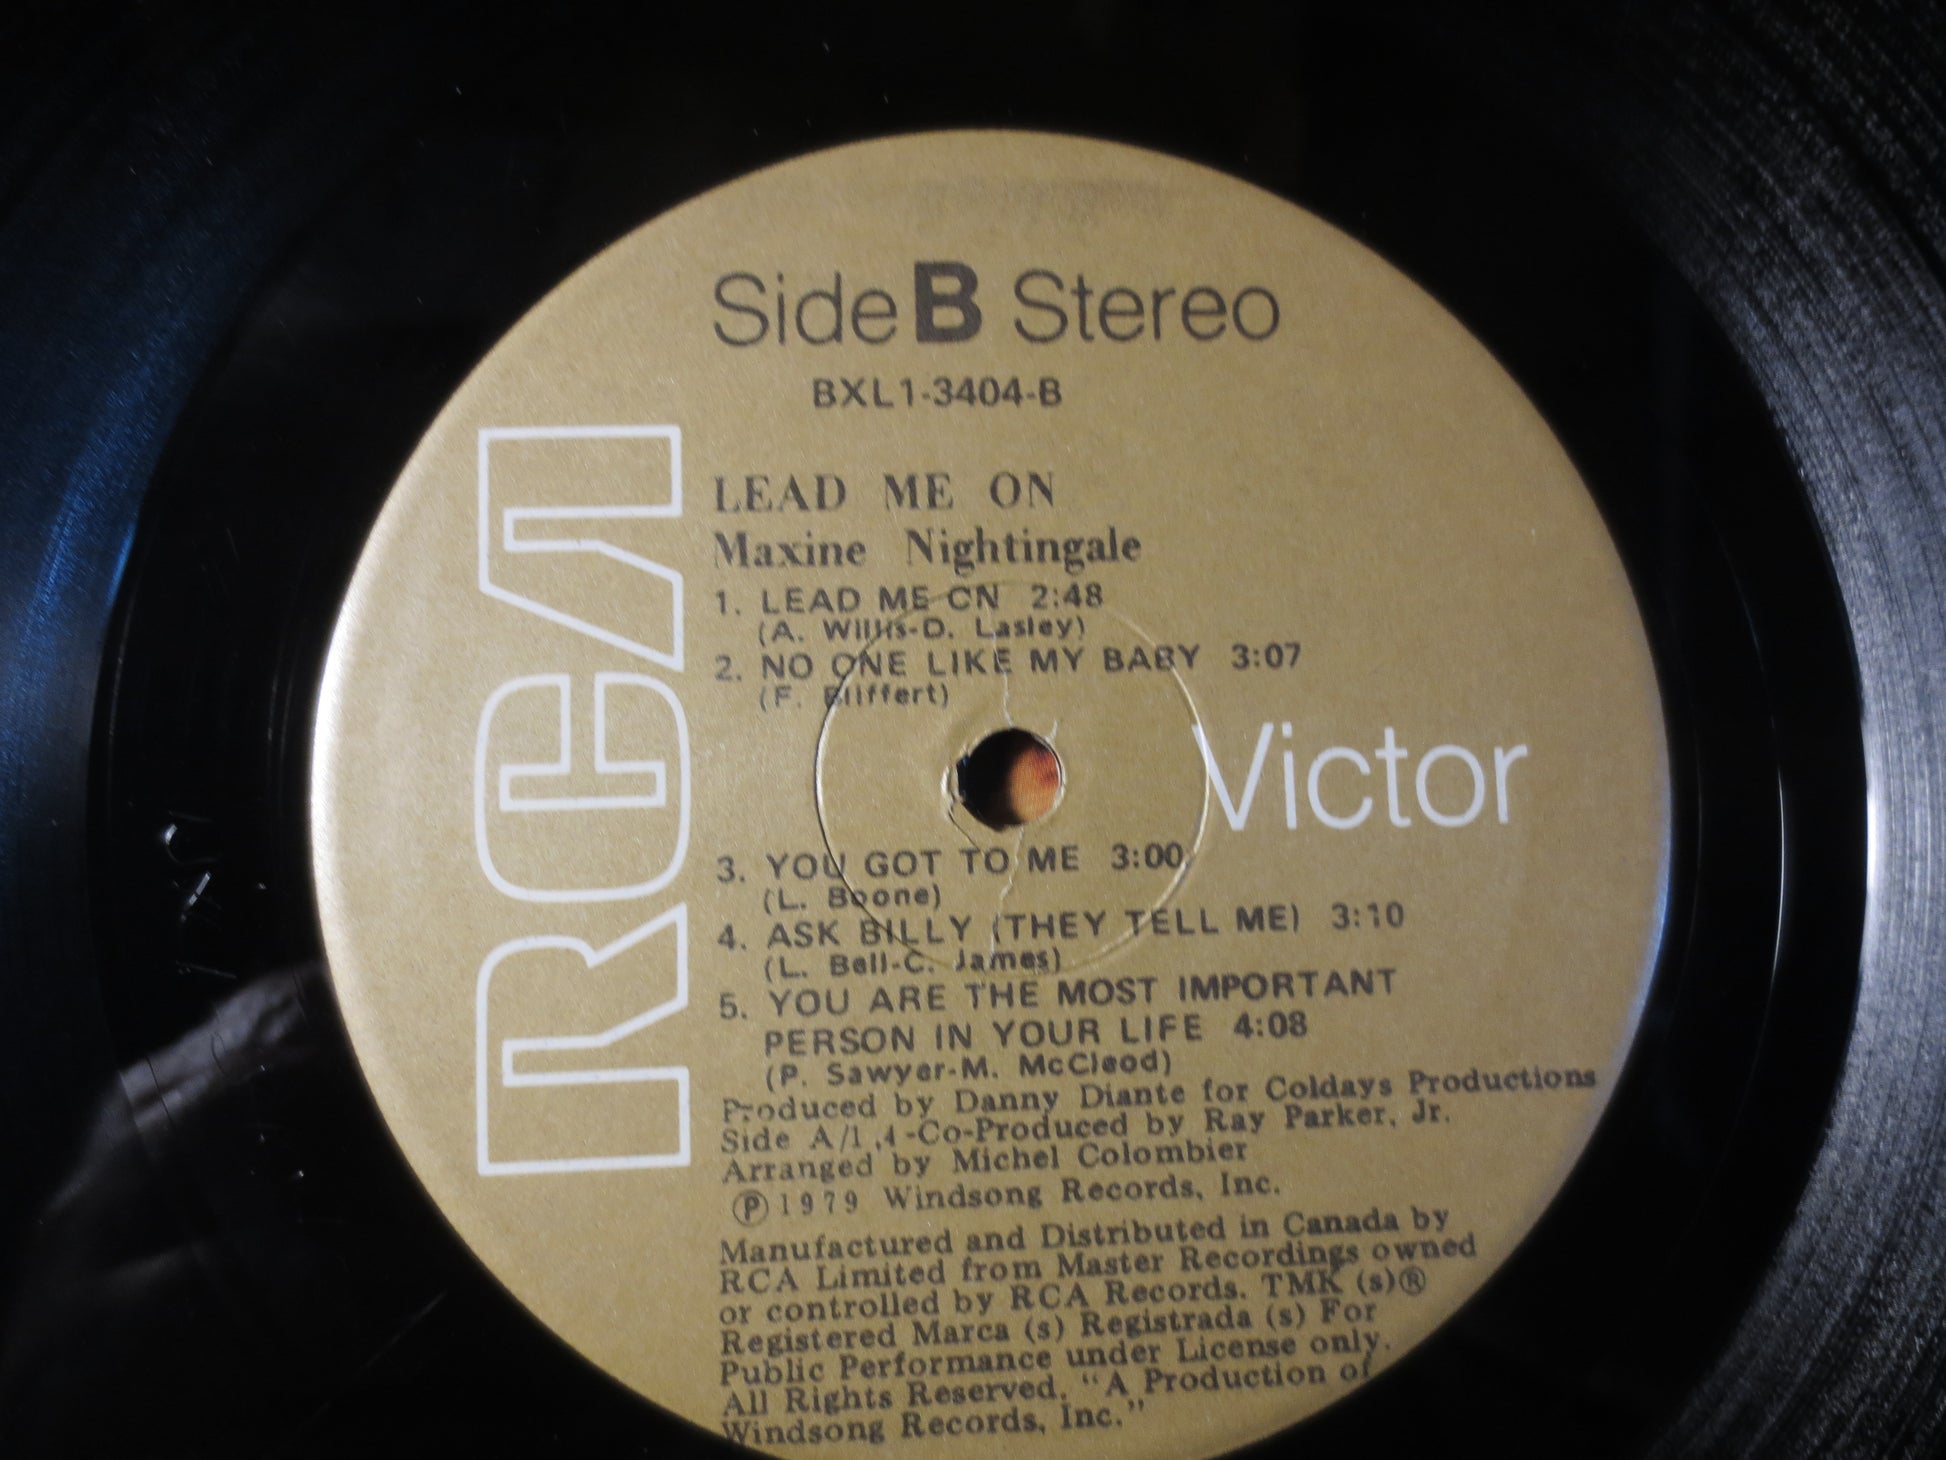 Side B Stereo
BXL1-3404-B
RCA
LEAD ME ON
Maxine Nightingale
1. LEAD ME ON 2:48
(A. Willis-D. Lasley)
2. NO ONE LIKE MY BABY 3:07
(F. Bliffert)
Victor
3. YOU GOT TO ME 3:00
(L. Boone)
4. ASK BILLY (THEY TELL ME) 3:10
(L. Bell-C. James)
5. YOU ARE THE MOST IMPORTANT
PERSON IN YOUR LIFE 4:08
(P. Sawyer-M. McCleod)
Produced by Danny Diante for Coldays Productions
Side A/1,4-Co-Produced by Ray Parker, Jr.
Arranged by Michel Colombier
Ⓟ 1979 Windsong Records, Inc.
Manufactured and Distributed in Canada by
RCA Limited from Master Recordings owned
or controlled by RCA Records. TMK (s)®
Registered Marca (s) Registrada (s) For
Public Performance under License only.
All Rights Reserved. "A Production of
Windsong Records, Inc."